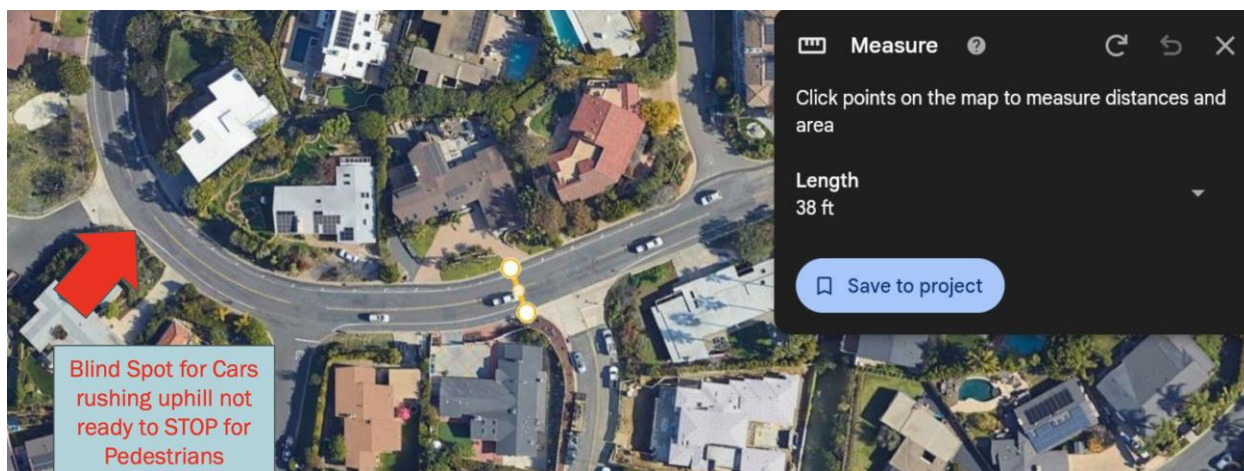 Measure
Click points on the map to measure distances and
area
Length
38 ft
Save to project
Blind Spot for Cars
rushing uphill not
ready to STOP for
Pedestrians